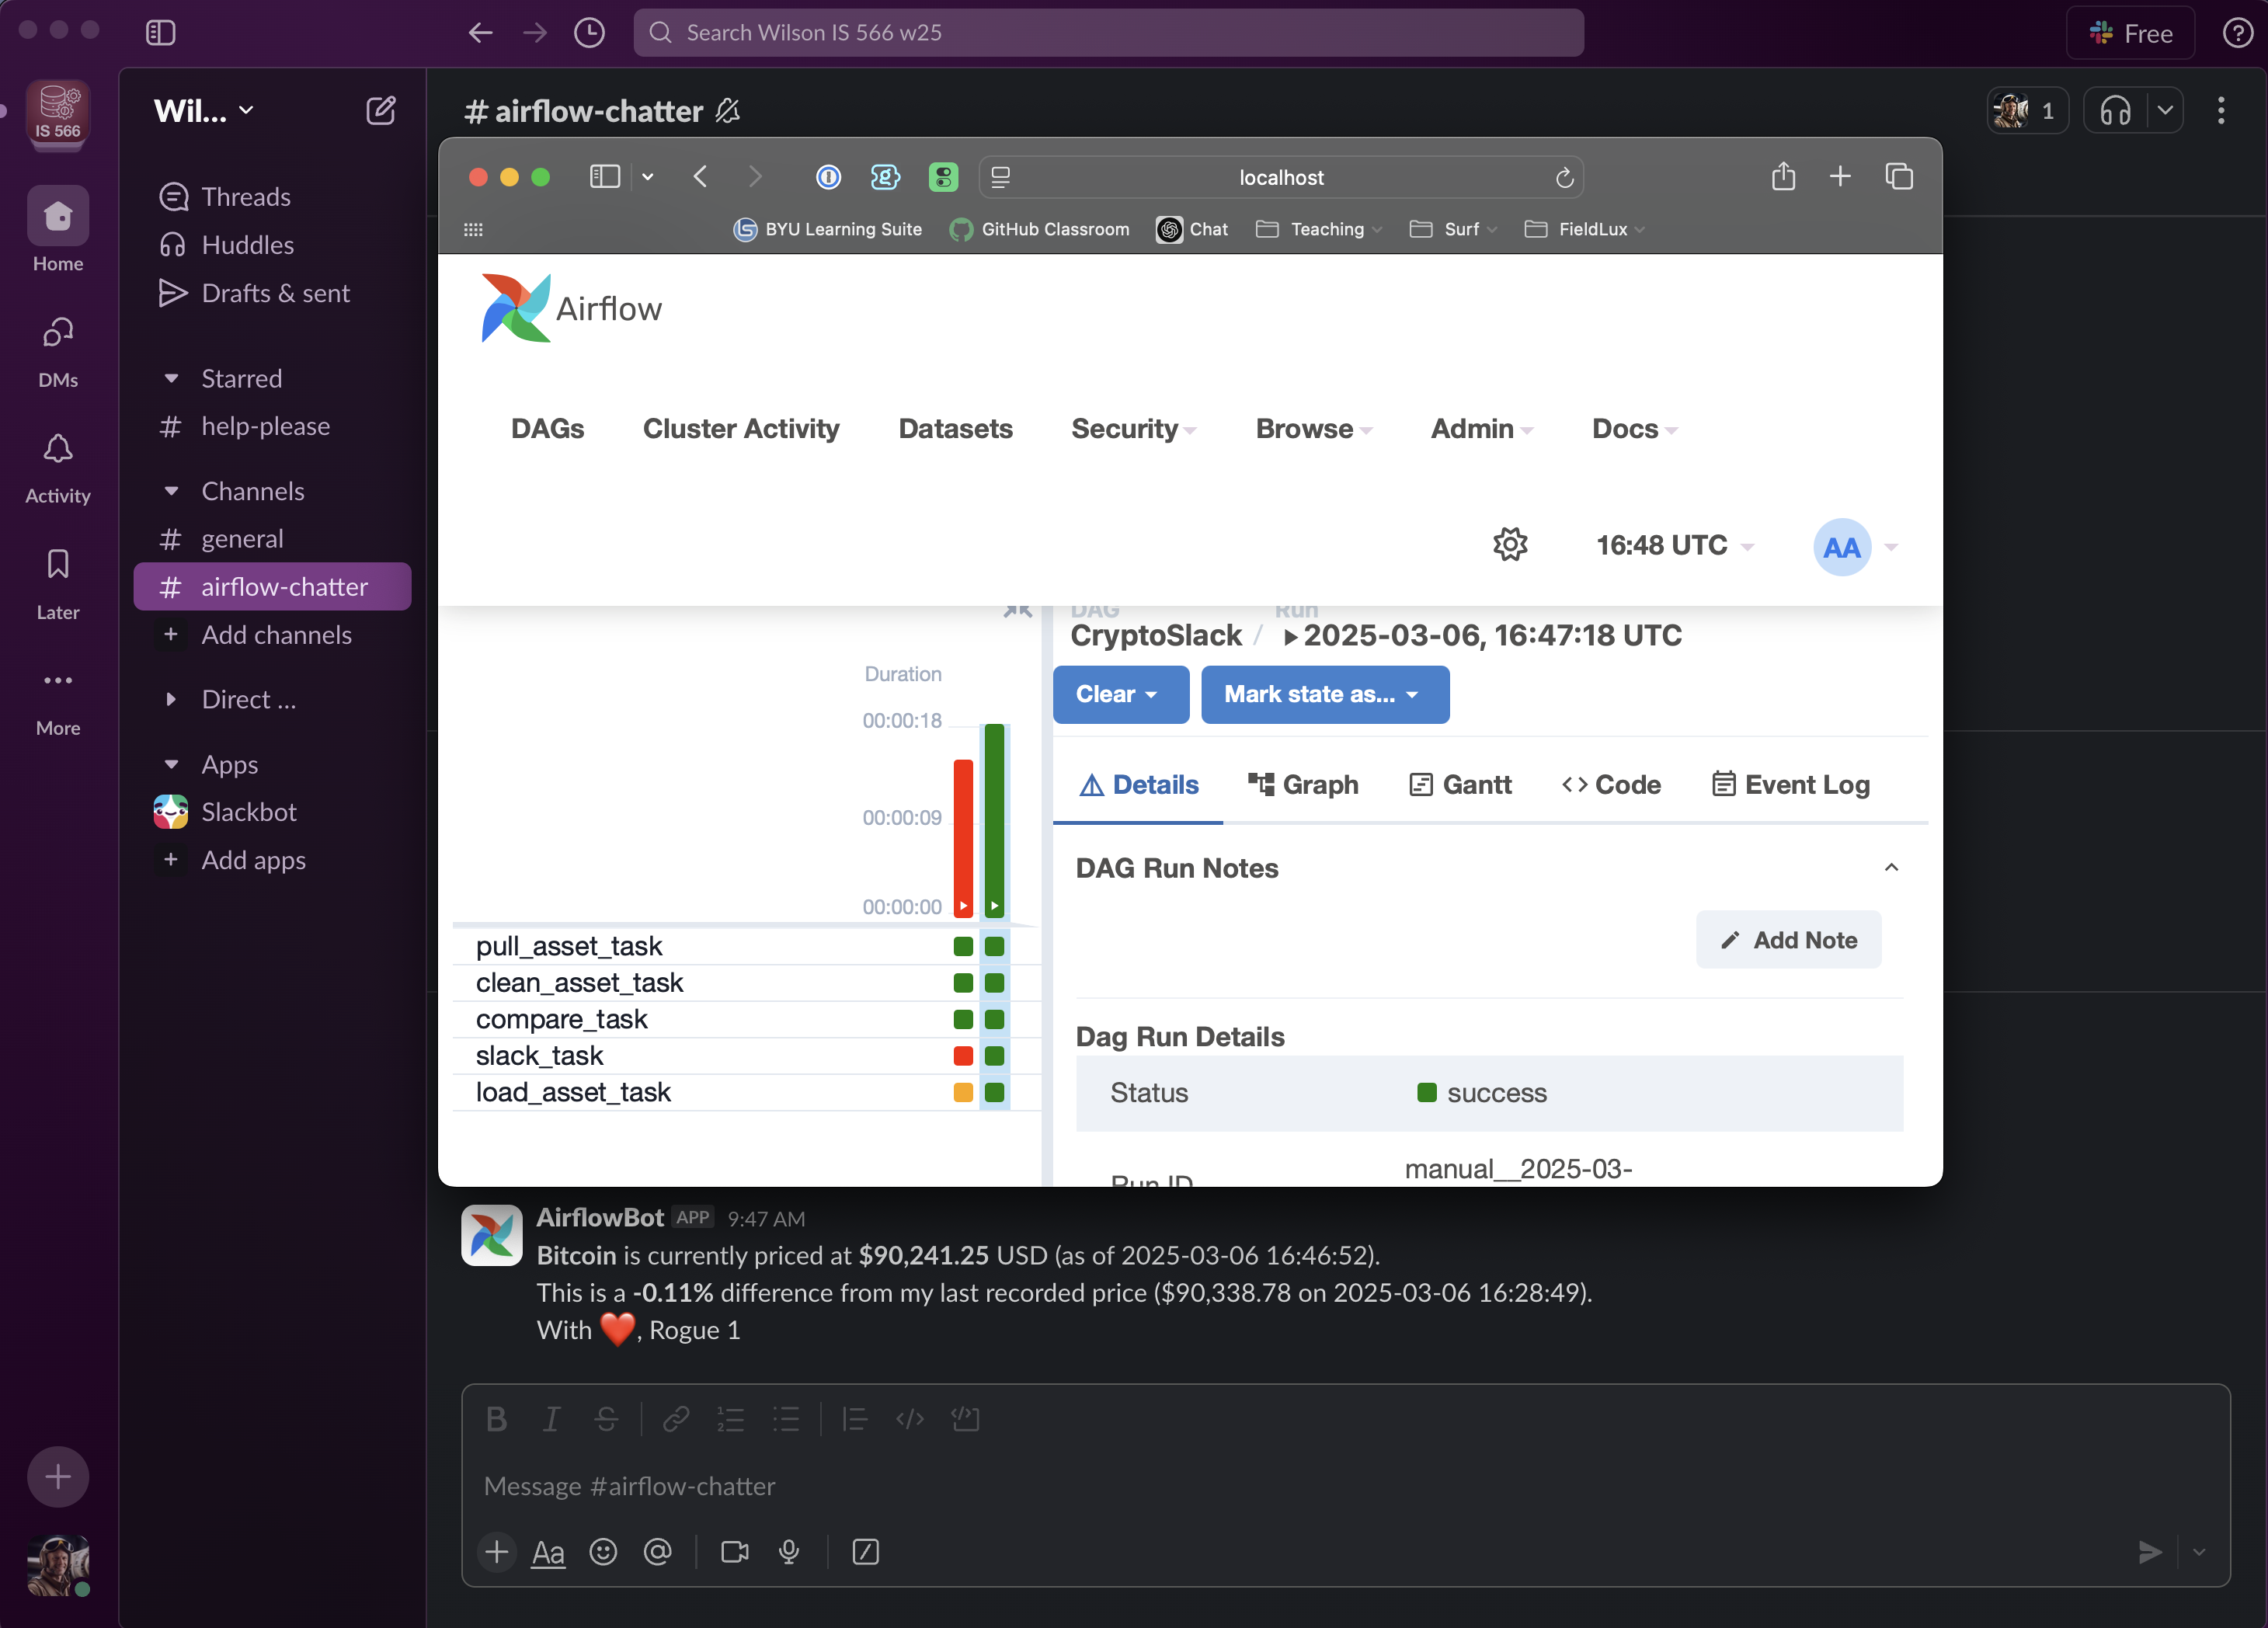 Search Wilson IS 566 w25
Free
IS 566
Wil...
# airflow-chatter
1
Home
DMs
Activity
Later
More
Threads
Huddles
Drafts & sent
Starred
# help-please
Channels
# general
# airflow-chatter
+ Add channels
Direct ...
Apps
Slackbot
+ Add apps
localhost
BYU Learning Suite
GitHub Classroom
Chat
Teaching
Surf
FieldLux
Airflow
DAGs
Cluster Activity
Datasets
Security
Browse
Admin
Docs
16:48 UTC
AA
DAG
Run
CryptoSlack / 2025-03-06, 16:47:18 UTC
Clear
Mark state as...
Duration
00:00:18
00:00:09
00:00:00
pull_asset_task
clean_asset_task
compare_task
slack_task
load_asset_task
Details
Graph
Gantt
Code
Event Log
DAG Run Notes
Add Note
Dag Run Details
Status
success
Run ID
manual__2025-03-
AirflowBot APP 9:47 AM
Bitcoin is currently priced at $90,241.25 USD (as of 2025-03-06 16:46:52).
This is a -0.11% difference from my last recorded price ($90,338.78 on 2025-03-06 16:28:49).
With ❤️, Rogue 1
Message #airflow-chatter
Aa